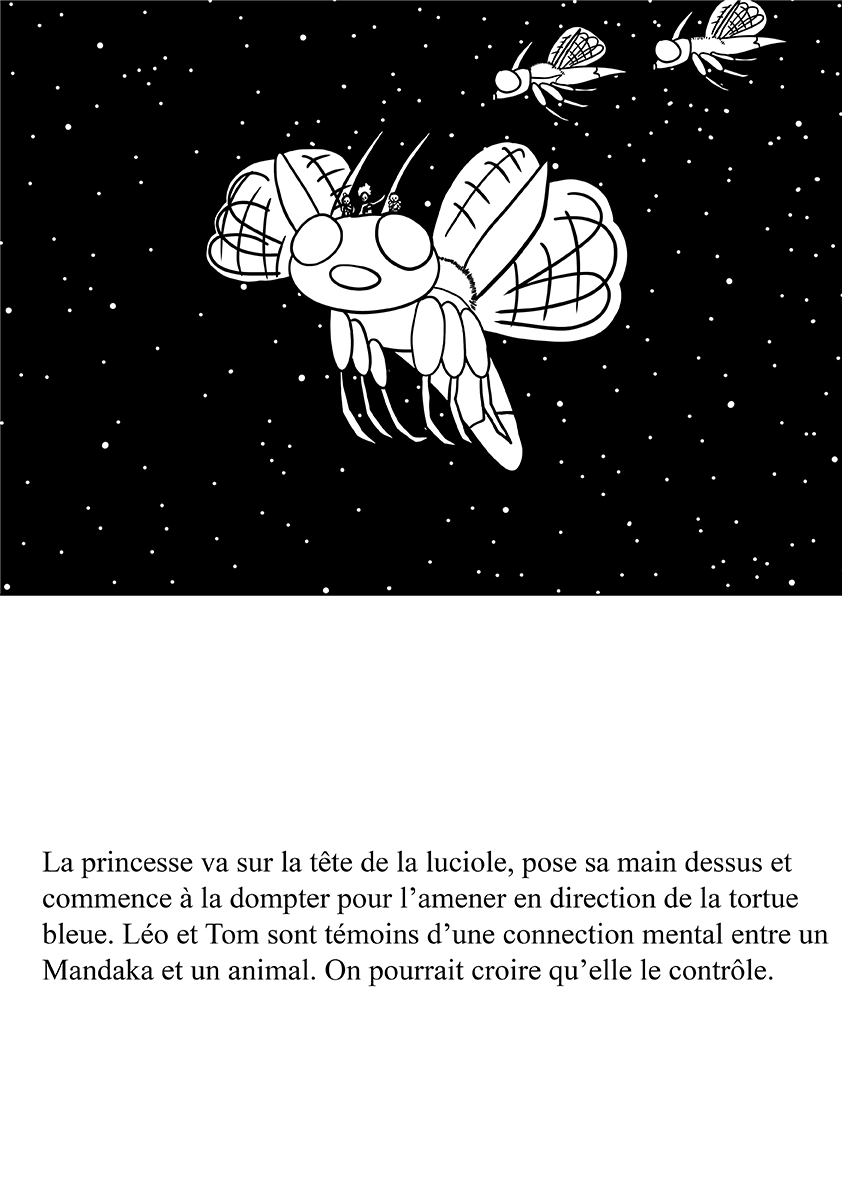 La princesse va sur la tête de la luciole, pose sa main dessus et
commence à la dompter pour l’amener en direction de la tortue
bleue. Léo et Tom sont témoins d’une connection mental entre un
Mandaka et un animal. On pourrait croire qu’elle le contrôle.